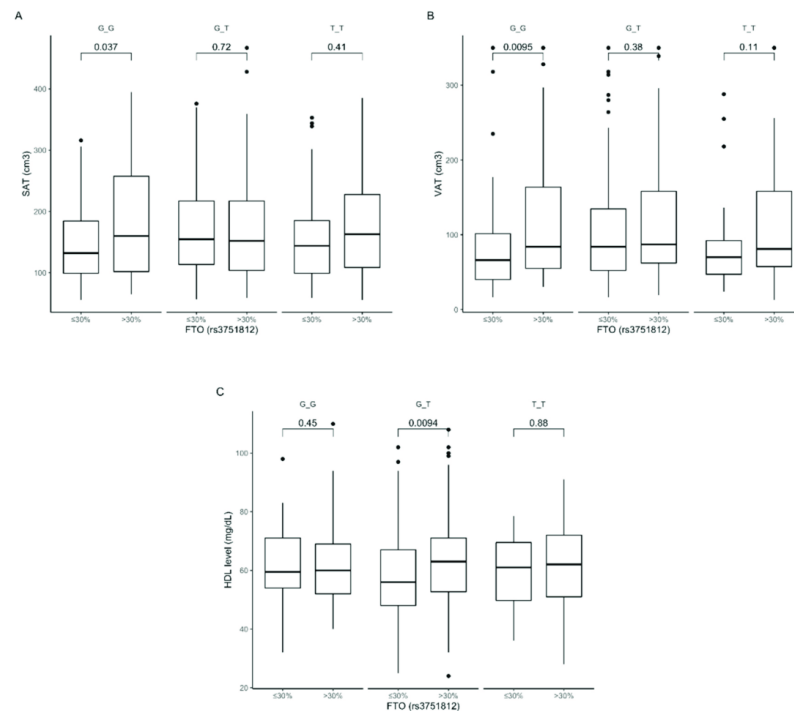 A
G_G G_T T_T
0.037 0.72 0.41
400
300
200
100
SAT (cm3)
≤30% >30% ≤30% >30% ≤30% >30%
FTO (rs3751812)
B
G_G G_T T_T
0.0095 0.38 0.11
300
200
100
0
VAT (cm3)
≤30% >30% ≤30% >30% ≤30% >30%
FTO (rs3751812)
C
G_G G_T T_T
0.45 0.0094 0.88
100
80
60
40
20
HDL level (mg/dL)
≤30% >30% ≤30% >30% ≤30% >30%
FTO (rs3751812)